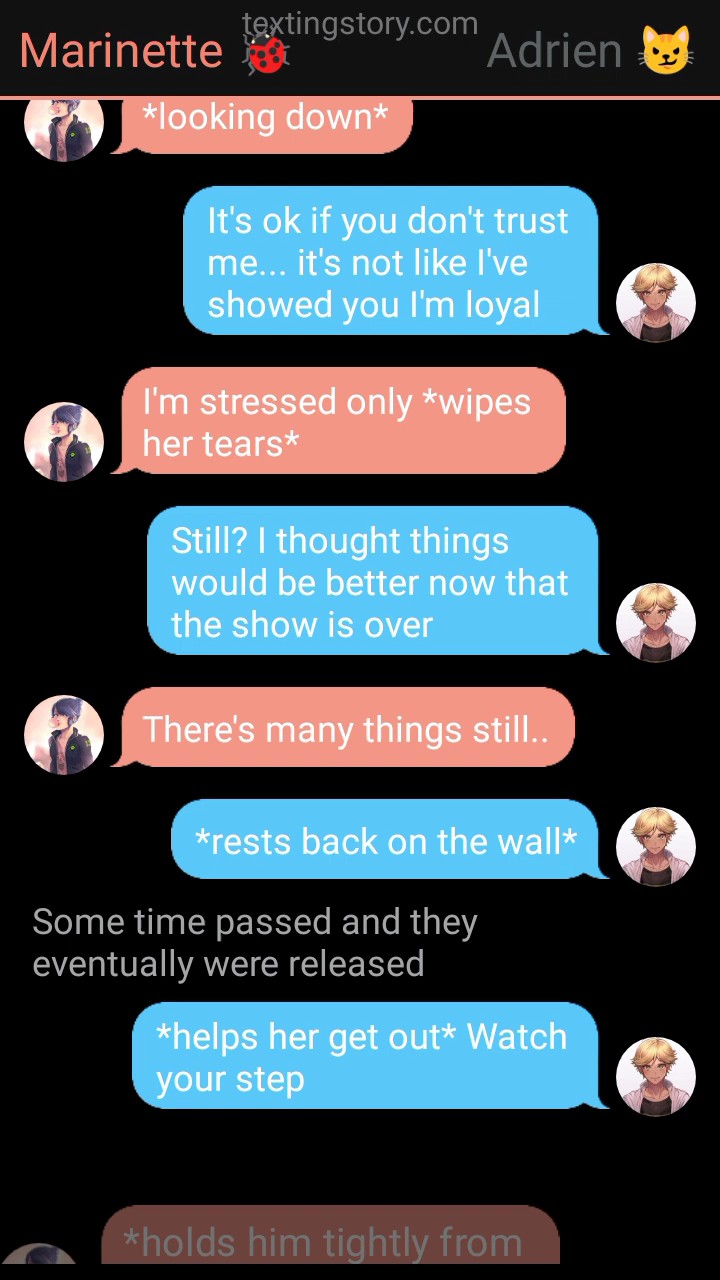 textingstory.com
Marinette 🐞 Adrien 😼
*looking down*
It's ok if you don't trust
me... it's not like I've
showed you I'm loyal
I'm stressed only *wipes
her tears*
Still? I thought things
would be better now that
the show is over
There's many things still..
*rests back on the wall*
Some time passed and they
eventually were released
*helps her get out* Watch
your step
*holds him tightly from